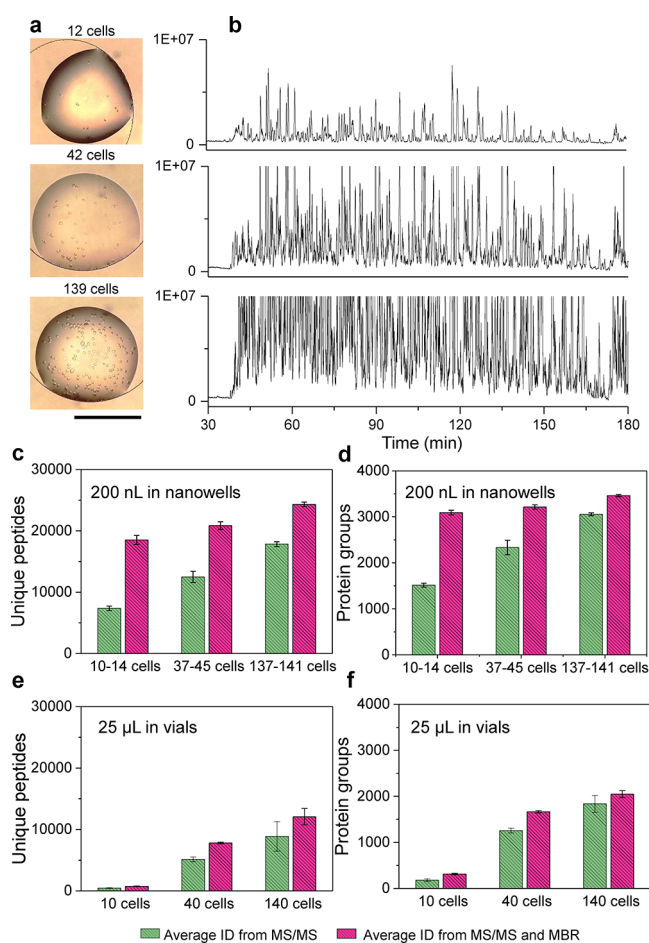 a
b
12 cells
1E+07
0
42 cells
1E+07
0
139 cells
1E+07
0
30 60 90 120 150 180
Time (min)
c
30000
200 nL in nanowells
20000
10000
0
Unique peptides
10-14 cells 37-45 cells 137-141 cells
d
4000
200 nL in nanowells
3000
2000
1000
0
Protein groups
10-14 cells 37-45 cells 137-141 cells
e
30000
25 µL in vials
20000
10000
0
Unique peptides
10 cells 40 cells 140 cells
f
4000
25 µL in vials
3000
2000
1000
0
Protein groups
10 cells 40 cells 140 cells
Average ID from MS/MS Average ID from MS/MS and MBR